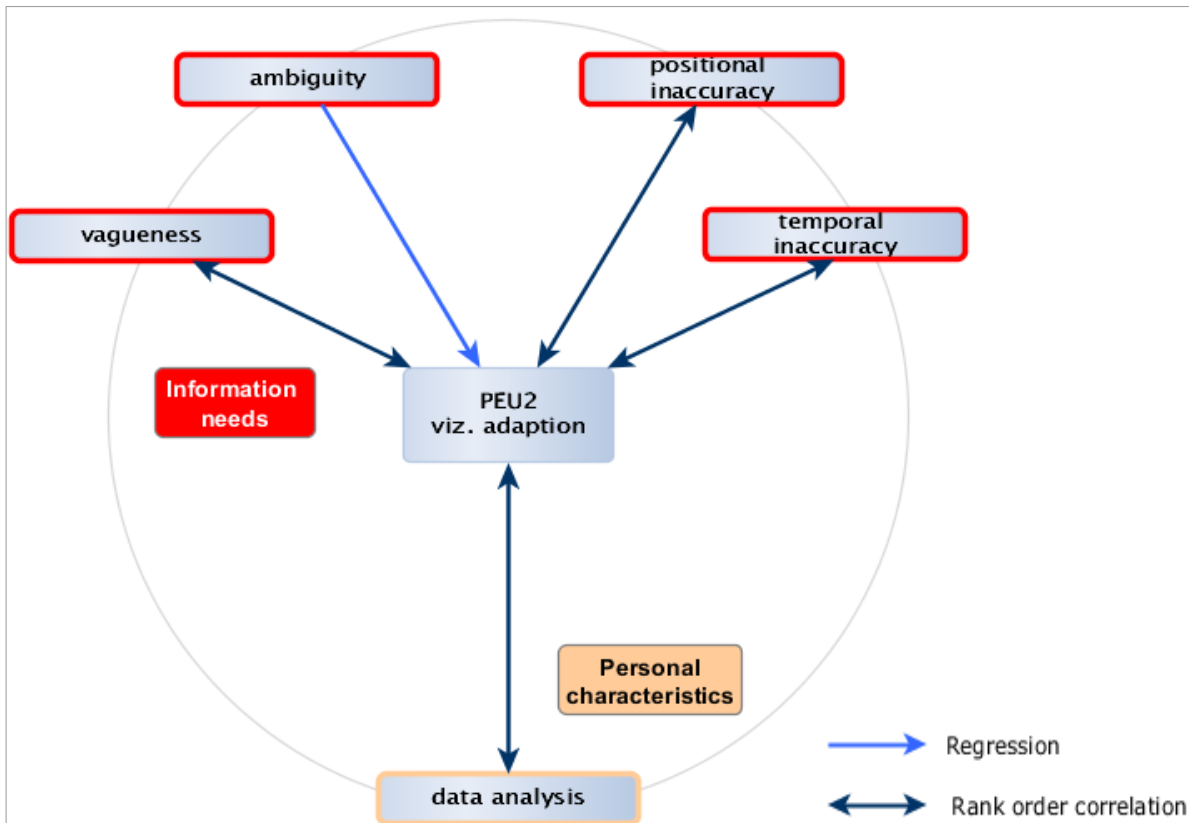 ambiguity
positional
inaccuracy
vagueness
temporal
inaccuracy
Information
needs
PEU2
viz. adaption
Personal
characteristics
data analysis
Regression
Rank order correlation